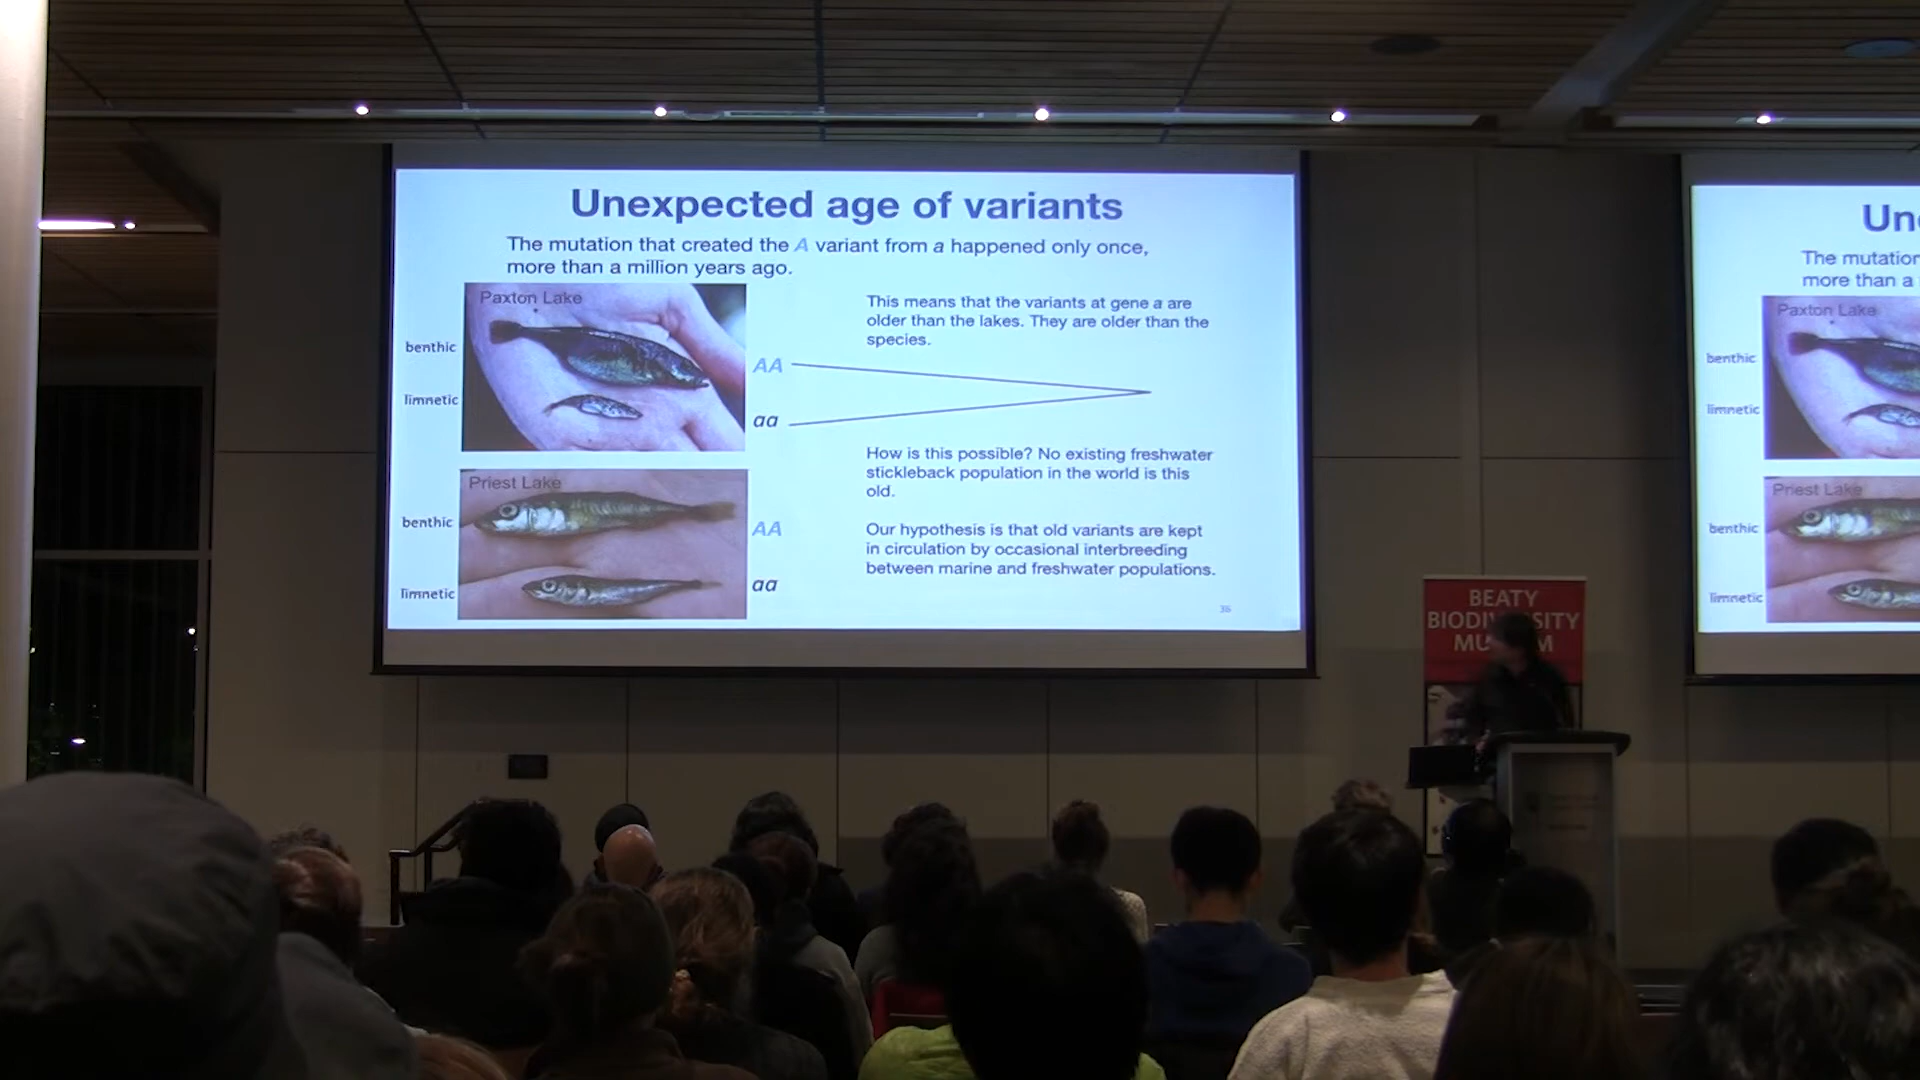 Unexpected age of variants
The mutation that created the A variant from a happened only once,
more than a million years ago.
Paxton Lake
benthic
limnetic
AA
aa
This means that the variants at gene a are
older than the lakes. They are older than the
species.
How is this possible? No existing freshwater
stickleback population in the world is this
old.
Priest Lake
benthic
limnetic
AA
aa
Our hypothesis is that old variants are kept
in circulation by occasional interbreeding
between marine and freshwater populations.
Un
The mutation
more than a
Paxton Lake
benthic
limnetic
Priest Lake
benthic
limnetic
BEATY